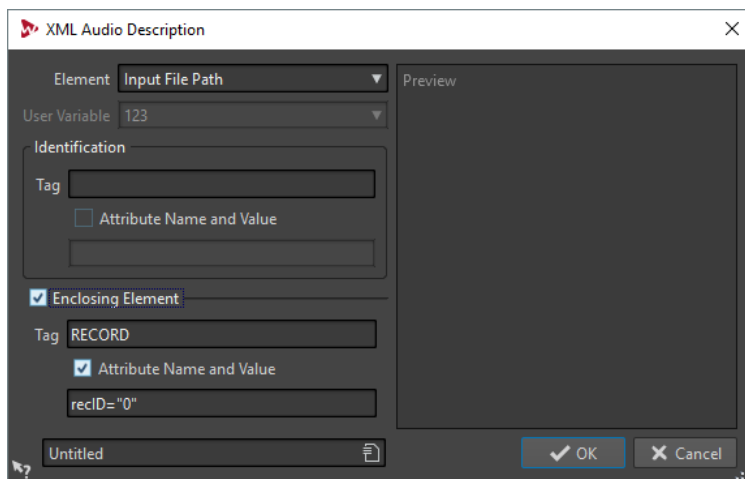 XML Audio Description
Element Input File Path
Preview
User Variable 123
Identification
Tag
Attribute Name and Value
Enclosing Element
Tag RECORD
Attribute Name and Value
recID="0"
Untitled
OK
Cancel